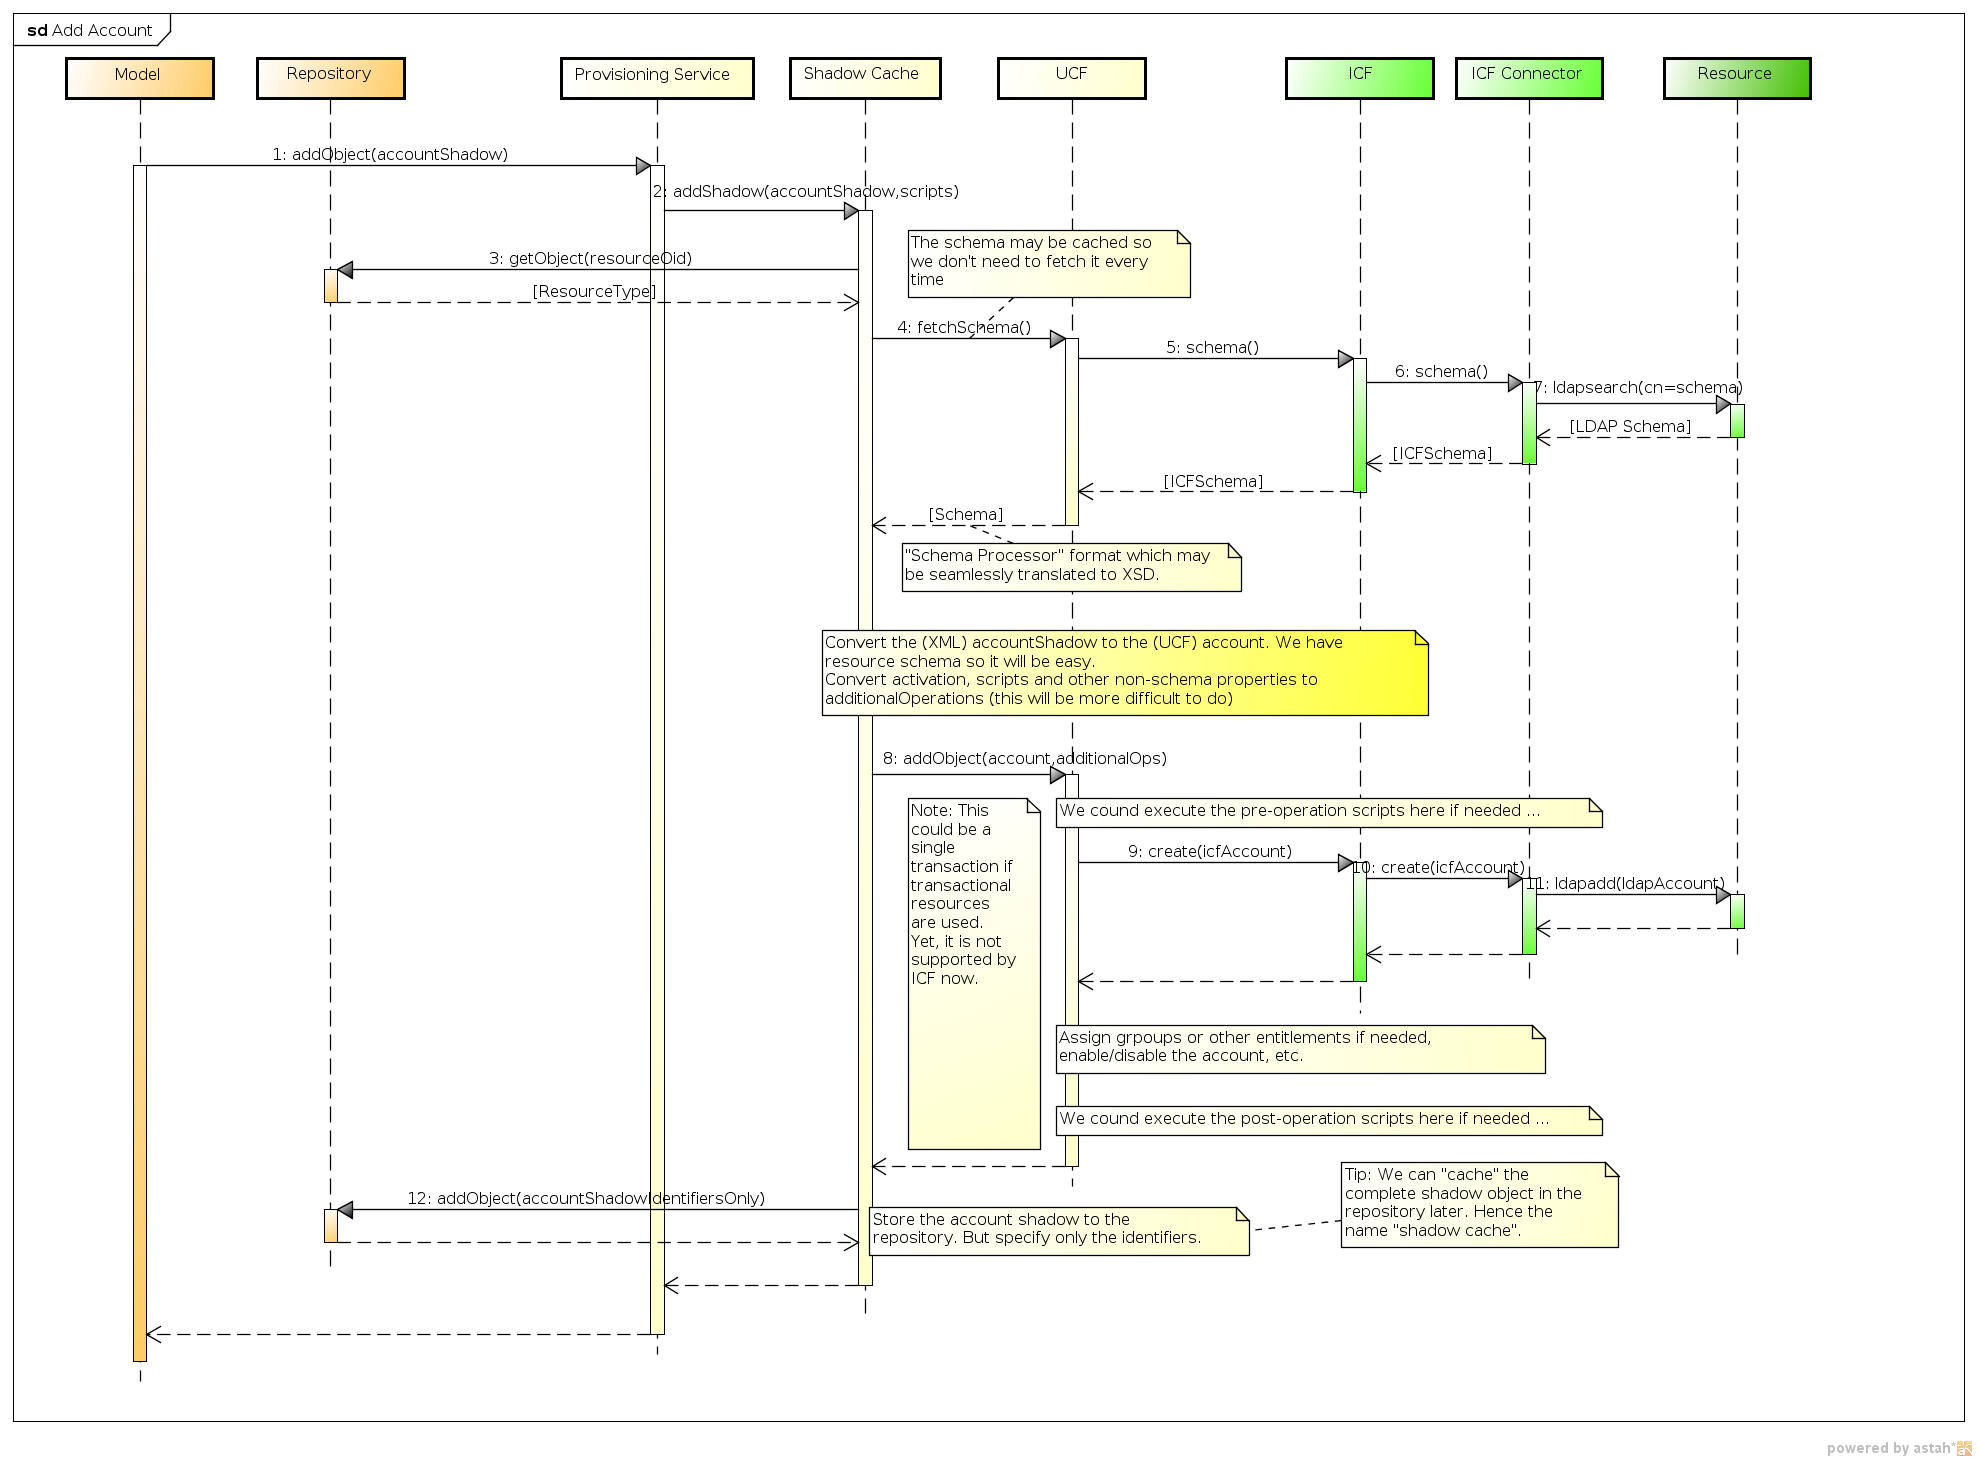 sd Add Account
Model
Repository
Provisioning Service
Shadow Cache
UCF
ICF
ICF Connector
Resource
1: addObject(accountShadow)
2: addShadow(accountShadow,scripts)
The schema may be cached so
we don't need to fetch it every
time
3: getObject(resourceOid)
[ResourceType]
4: fetchSchema()
5: schema()
6: schema()
7: ldapsearch(cn=schema)
[LDAP Schema]
[ICFSchema]
[ICFSchema]
[Schema]
"Schema Processor" format which may
be seamlessly translated to XSD.
Convert the (XML) accountShadow to the (UCF) account. We have
resource schema so it will be easy.
Convert activation, scripts and other non-schema properties to
additionalOperations (this will be more difficult to do)
8: addObject(account,additionalOps)
Note: This
could be a
single
transaction if
transactional
resources
are used.
Yet, it is not
supported by
ICF now.
We cound execute the pre-operation scripts here if needed ...
9: create(icfAccount)
10: create(icfAccount)
11: ldapadd(ldapAccount)
Assign grpoups or other entitlements if needed,
enable/disable the account, etc.
We cound execute the post-operation scripts here if needed ...
12: addObject(accountShadowIdentifiersOnly)
Store the account shadow to the
repository. But specify only the identifiers.
Tip: We can "cache" the
complete shadow object in the
repository later. Hence the
name "shadow cache".
powered by astah*